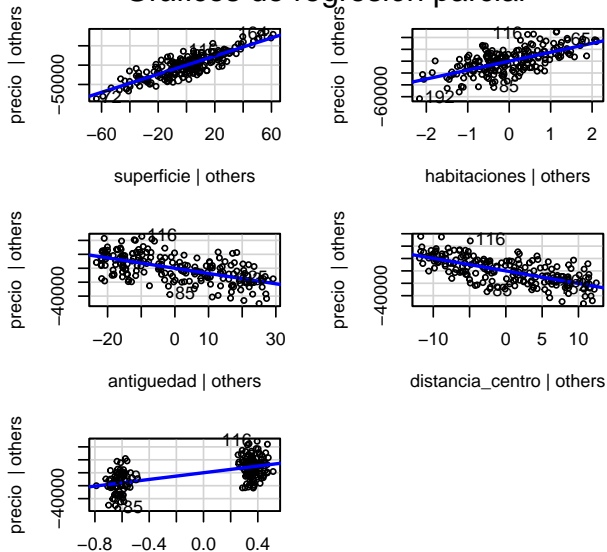 Gráficos de regresión parcial
precio | others
−50000
−60 −20 20 60
superficie | others
precio | others
−60000
116
192
85
−2 −1 0 1 2
habitaciones | others
precio | others
−40000
116
85
−20 0 10 20 30
antiguedad | others
precio | others
−40000
116
−10 0 5 10
distancia_centro | others
precio | others
−40000
116
85
−0.8 −0.4 0.0 0.4